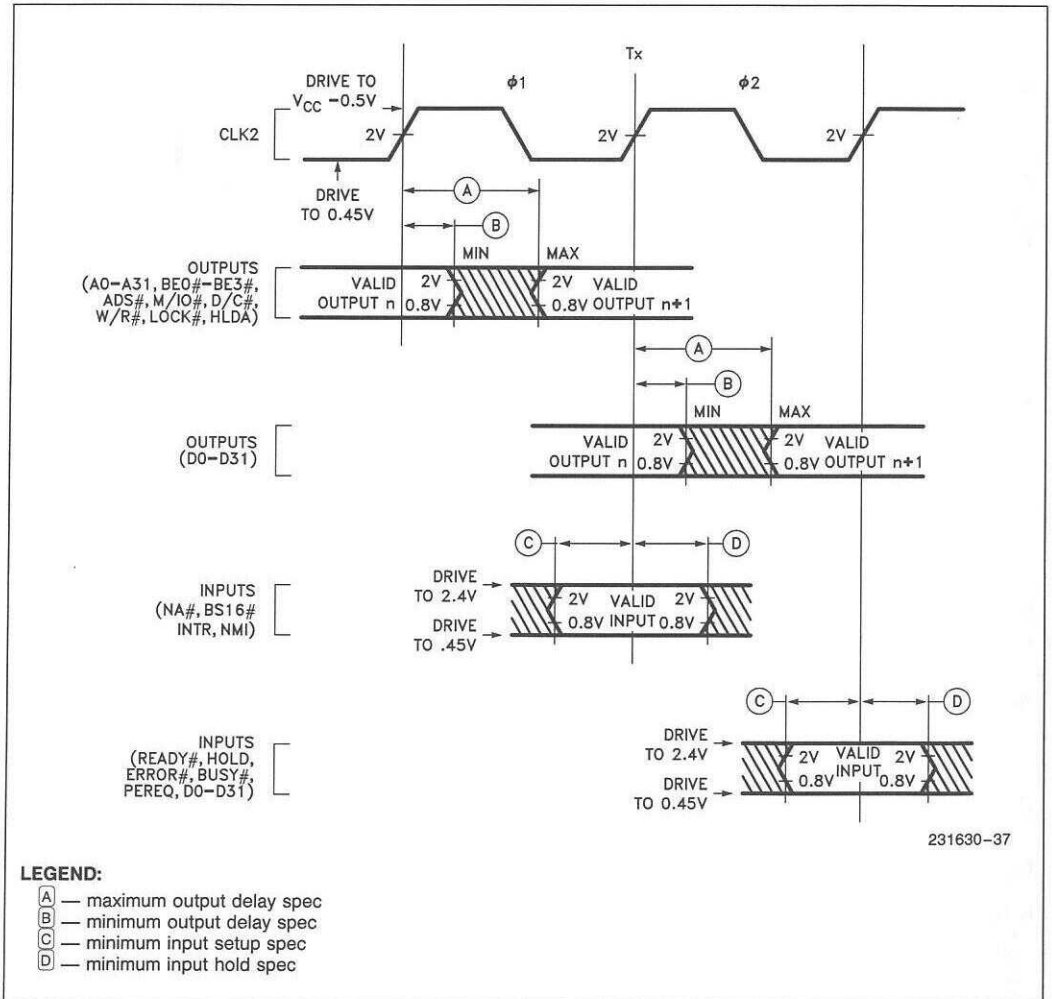 Tx
ϕ1
ϕ2
DRIVE TO
VCC −0.5V
CLK2
2V
2V
2V
DRIVE
TO 0.45V
A
B
MIN
MAX
OUTPUTS
(A0–A31, BE0#–BE3#,
ADS#, M/IO#, D/C#,
W/R#, LOCK#, HLDA)
VALID
OUTPUT n
2V
0.8V
2V
0.8V
VALID
OUTPUT n+1
A
B
MIN
MAX
OUTPUTS
(D0–D31)
VALID
OUTPUT n
2V
0.8V
2V
0.8V
VALID
OUTPUT n+1
C
D
INPUTS
(NA#, BS16#
INTR, NMI)
DRIVE
TO 2.4V
DRIVE
TO .45V
2V
0.8V
VALID
INPUT
2V
0.8V
C
D
INPUTS
(READY#, HOLD,
ERROR#, BUSY#,
PEREQ, D0–D31)
DRIVE
TO 2.4V
DRIVE
TO 0.45V
2V
0.8V
VALID
INPUT
2V
0.8V
231630–37
LEGEND:
A — maximum output delay spec
B — minimum output delay spec
C — minimum input setup spec
D — minimum input hold spec